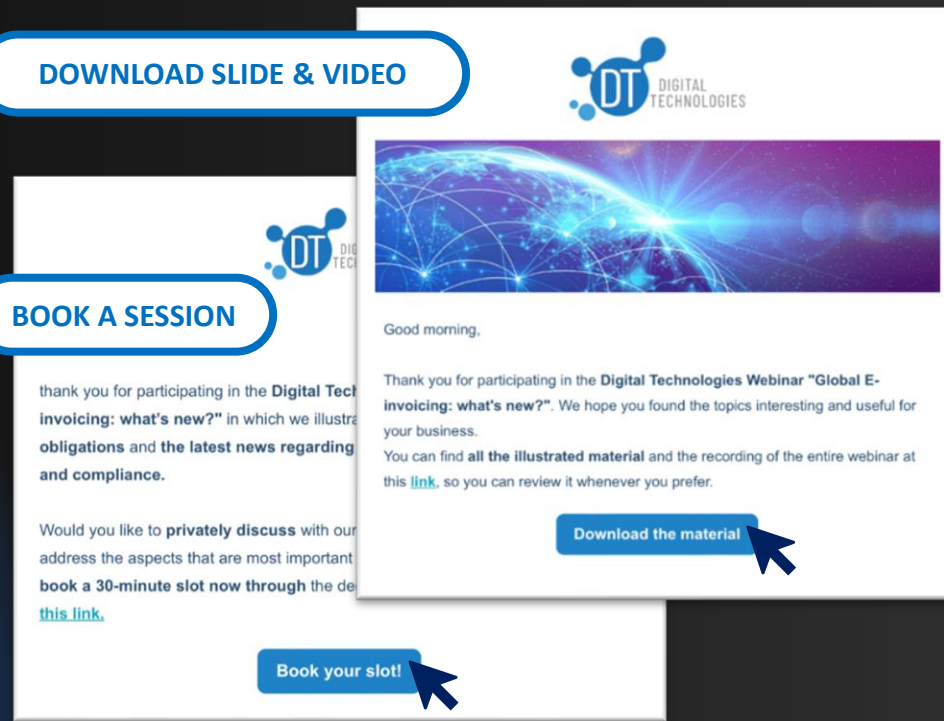 DOWNLOAD SLIDE & VIDEO
DT DIGITAL
TECHNOLOGIES
Good morning,
Thank you for participating in the Digital Technologies Webinar "Global E-
invoicing: what's new?". We hope you found the topics interesting and useful for
your business.
You can find all the illustrated material and the recording of the entire webinar at
this link, so you can review it whenever you prefer.
Download the material
DT
BOOK A SESSION
thank you for participating in the Digital
invoicing: what's new?" in which we
obligations and the latest news regarding
and compliance.
Would you like to privately discuss with our
address the aspects that are most important
book a 30-minute slot now through the
this link.
Book your slot!